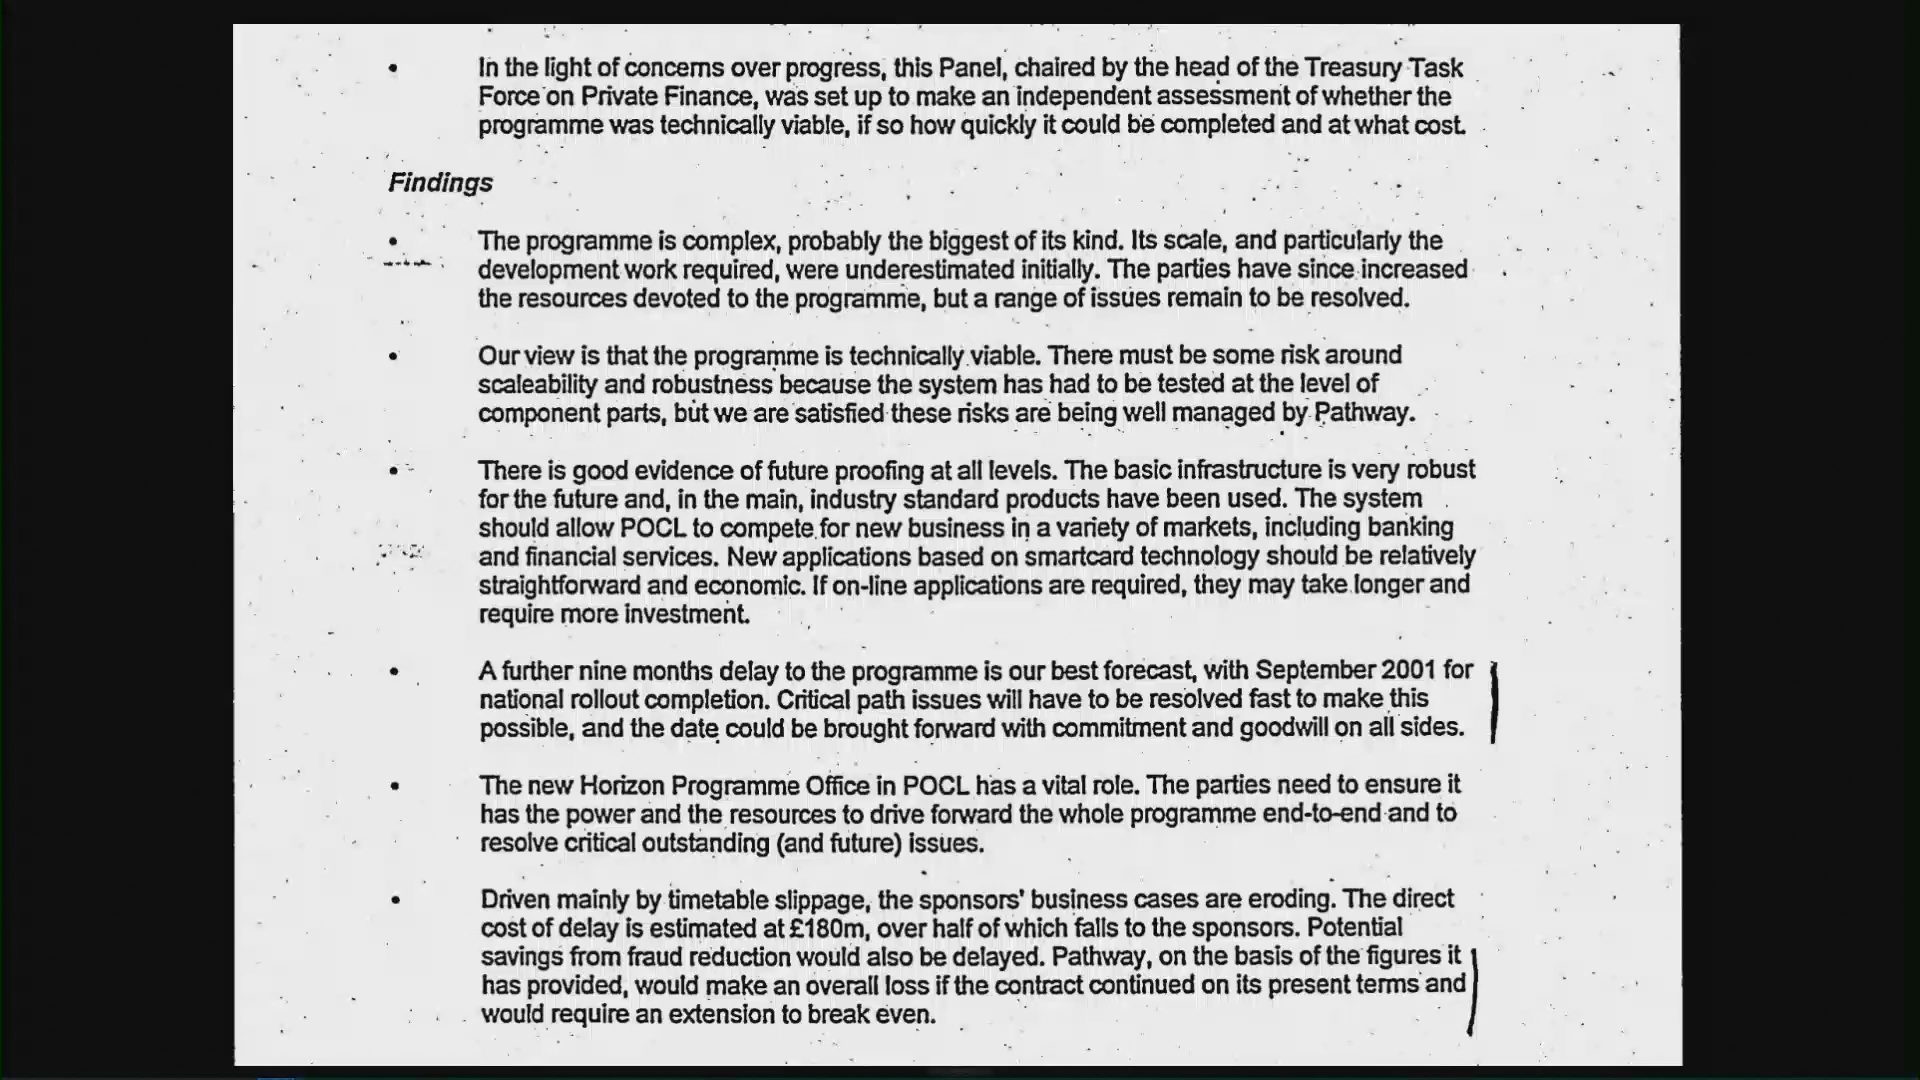 • In the light of concerns over progress, this Panel, chaired by the head of the Treasury Task
Force on Private Finance, was set up to make an independent assessment of whether the
programme was technically viable, if so how quickly it could be completed and at what cost.
Findings
• The programme is complex, probably the biggest of its kind. Its scale, and particularly the
development work required, were underestimated initially. The parties have since increased
the resources devoted to the programme, but a range of issues remain to be resolved.
• Our view is that the programme is technically viable. There must be some risk around
scaleability and robustness because the system has had to be tested at the level of
component parts, but we are satisfied these risks are being well managed by Pathway.
• There is good evidence of future proofing at all levels. The basic infrastructure is very robust
for the future and, in the main, industry standard products have been used. The system
should allow POCL to compete for new business in a variety of markets, including banking
and financial services. New applications based on smartcard technology should be relatively
straightforward and economic. If on-line applications are required, they may take longer and
require more investment.
• A further nine months delay to the programme is our best forecast, with September 2001 for
national rollout completion. Critical path issues will have to be resolved fast to make this
possible, and the date could be brought forward with commitment and goodwill on all sides.
• The new Horizon Programme Office in POCL has a vital role. The parties need to ensure it
has the power and the resources to drive forward the whole programme end-to-end and to
resolve critical outstanding (and future) issues.
• Driven mainly by timetable slippage, the sponsors' business cases are eroding. The direct
cost of delay is estimated at £180m, over half of which falls to the sponsors. Potential
savings from fraud reduction would also be delayed. Pathway, on the basis of the figures it
has provided, would make an overall loss if the contract continued on its present terms and
would require an extension to break even.